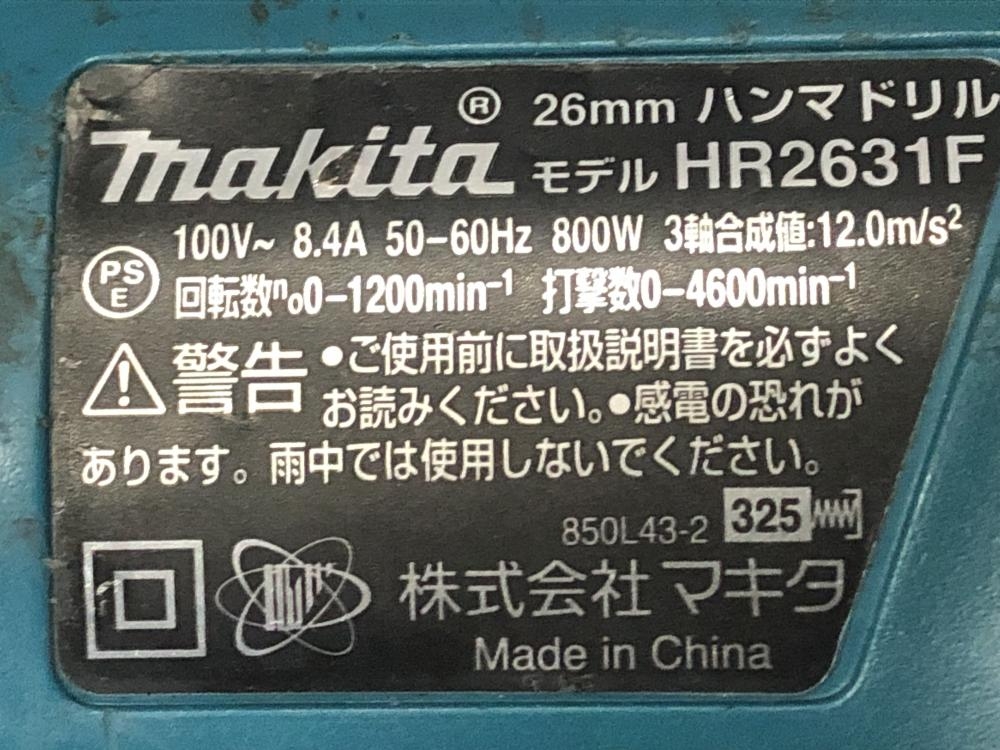 ® 26mm ハンマドリル
makita モデル HR2631F
100V~ 8.4A 50-60Hz 800W 3軸合成値:12.0m/s²
PS
E
回転数n₀0-1200min⁻¹ 打撃数0-4600min⁻¹
警告 ●ご使用前に取扱説明書を必ずよく
お読みください。●感電の恐れが
あります。雨中では使用しないでください。
850L43-2 325
株式会社マキタ
Made in China